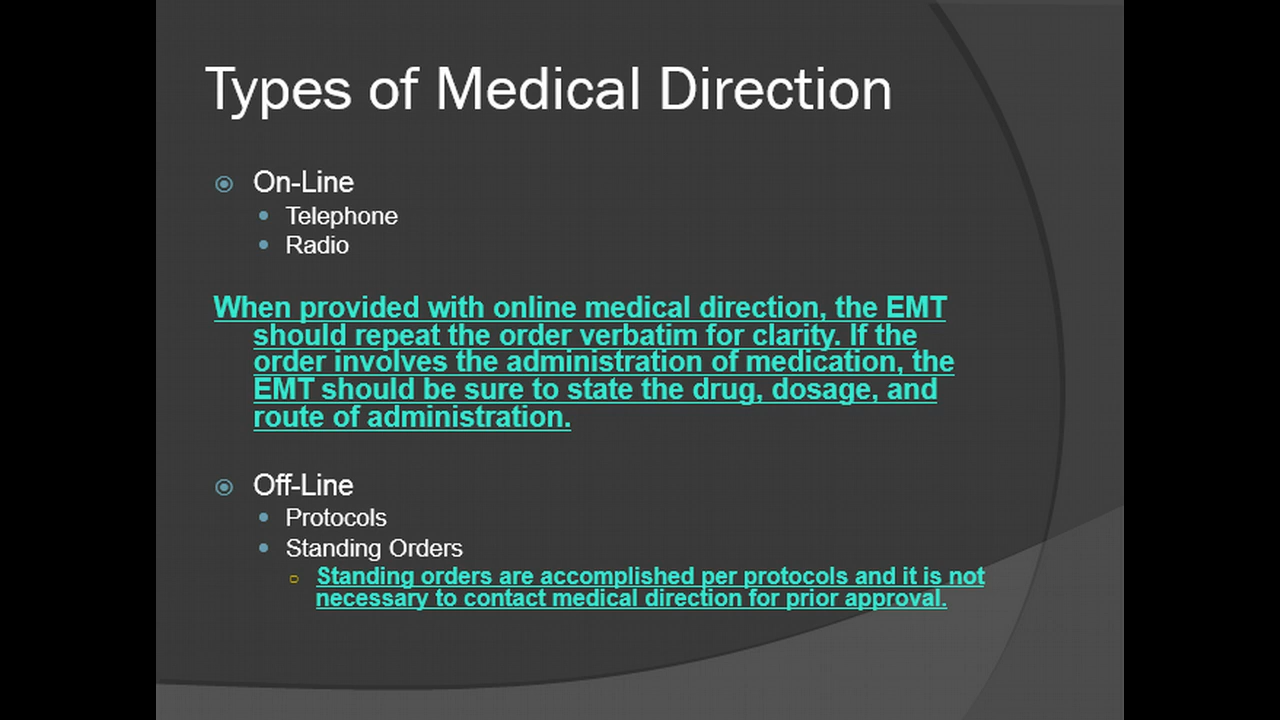 Types of Medical Direction
On-Line
Telephone
Radio
When provided with online medical direction, the EMT
should repeat the order verbatim for clarity. If the
order involves the administration of medication, the
EMT should be sure to state the drug, dosage, and
route of administration.
Off-Line
Protocols
Standing Orders
Standing orders are accomplished per protocols and it is not
necessary to contact medical direction for prior approval.